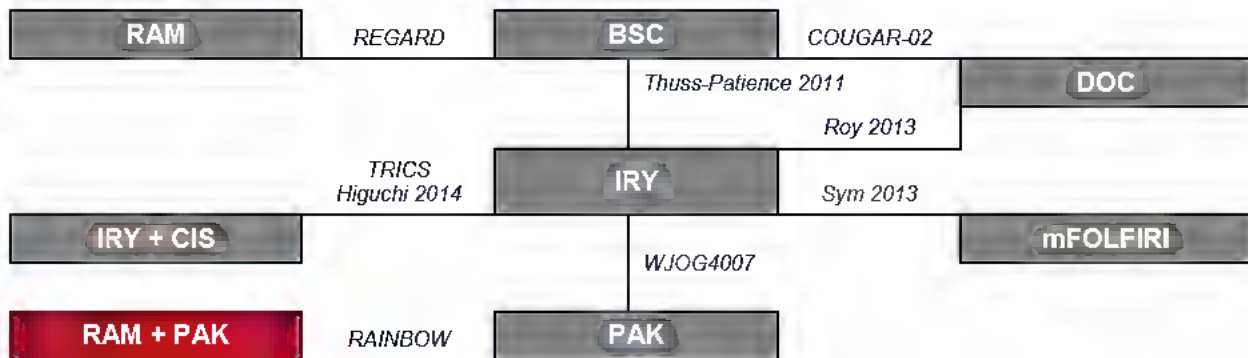 RAM
REGARD
BSC
COUGAR-02
Thuss-Patience 2011
DOC
Roy 2013
TRICS
Higuchi 2014
IRY
Sym 2013
IRY + CIS
mFOLFIRI
WJOG4007
RAM + PAK
RAINBOW
PAK